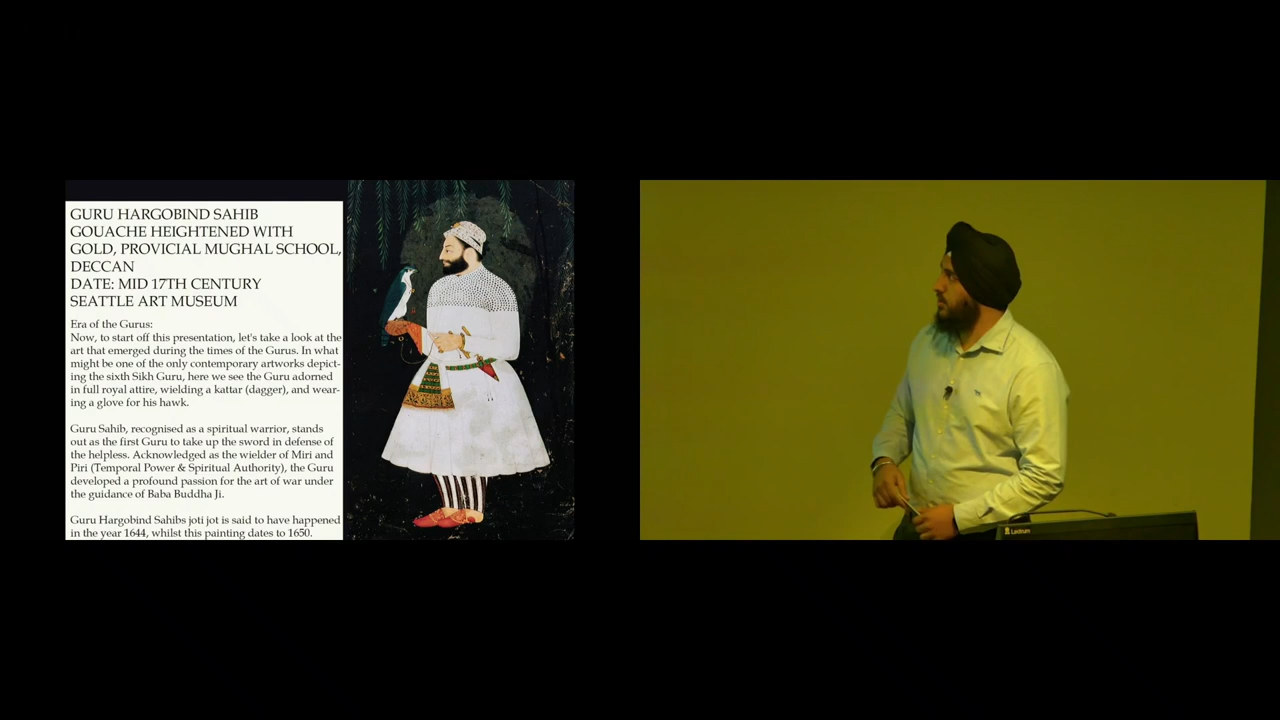 GURU HARGOBIND SAHIB
GOUACHE HEIGHTENED WITH
GOLD, PROVICIAL MUGHAL SCHOOL,
DECCAN
DATE: MID 17TH CENTURY
SEATTLE ART MUSEUM
Era of the Gurus:
Now, to start off this presentation, let's take a look at the
art that emerged during the times of the Gurus. In what
might be one of the only contemporary artworks depict-
ing the sixth Sikh Guru, here we see the Guru adorned
in full royal attire, wielding a kattar (dagger), and wear-
ing a glove for his hawk.
Guru Sahib, recognised as a spiritual warrior, stands
out as the first Guru to take up the sword in defense of
the helpless. Acknowledged as the wielder of Miri and
Piri (Temporal Power & Spiritual Authority), the Guru
developed a profound passion for the art of war under
the guidance of Baba Buddha Ji.
Guru Hargobind Sahibs joti jot is said to have happened
in the year 1644, whilst this painting dates to 1650.
Lectrum